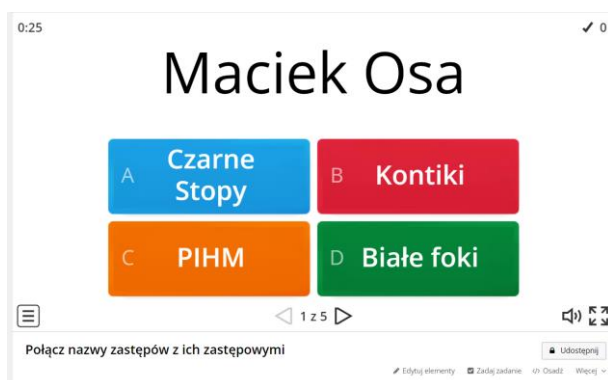 0:25
✓ 0
Maciek Osa
A Czarne Stopy
B Kontiki
C PIHM
D Białe foki
1 z 5
Połącz nazwy zastępów z ich zastępowymi
Udostępnij
Edytuj elementy Zadaj zadanie Osadź Więcej